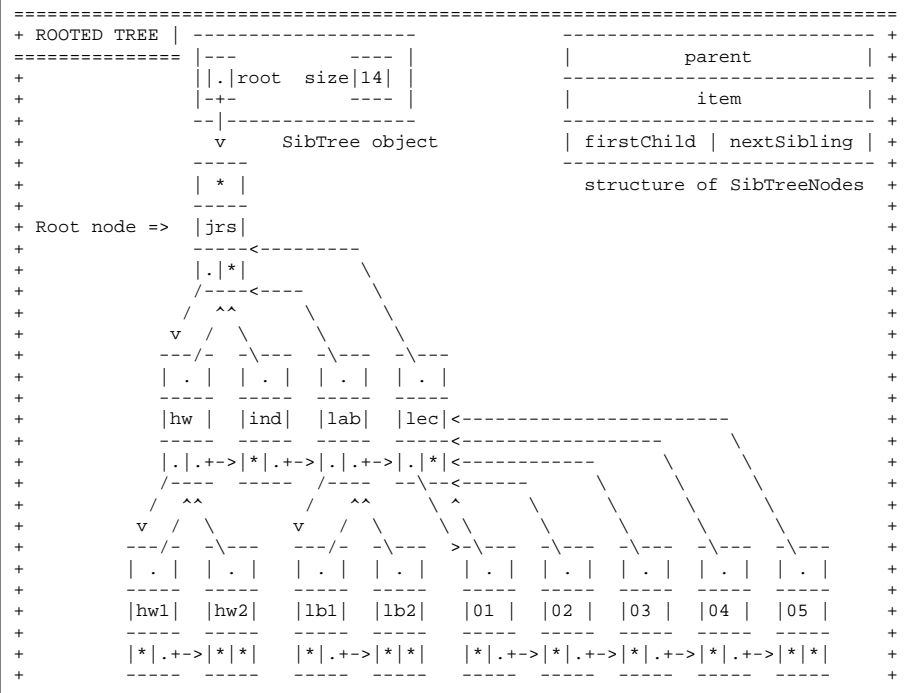 ==============================================================================
+ ROOTED TREE | -------------------- ---------------------------- +
=============== |--- ---- | | parent | +
+ ||.|root size|14| | ---------------------------- +
+ |-+- ---- | | item | +
+ --|----------------- ---------------------------- +
+ v SibTree object | firstChild | nextSibling | +
+ ----- ---------------------------- +
+ | * | structure of SibTreeNodes +
+ ----- +
+ Root node => |jrs| +
+ -----<--------- +
+ |.|*| \ +
+ /----<---- \ +
+ / ^^ \ \ +
+ v / \ \ \ +
+ ---/- -\--- -\--- -\--- +
+ | . | | . | | . | | . | +
+ ----- ----- ----- ----- +
+ |hw | |ind| |lab| |lec|<------------------------ +
+ ----- ----- ----- -----<------------------ \ +
+ |.|.+->|*|.+->|.|.+->|.|*|<------------ \ \ +
+ /---- ----- /---- --\--<------ \ \ \ +
+ / ^^ / ^^ \ ^ \ \ \ \ +
+ v / \ v / \ \ \ \ \ \ \ +
+ ---/- -\--- ---/- -\--- >-\--- -\--- -\--- -\--- -\--- +
+ | . | | . | | . | | . | | . | | . | | . | | . | | . | +
+ ----- ----- ----- ----- ----- ----- ----- ----- ----- +
+ |hw1| |hw2| |lb1| |lb2| |01 | |02 | |03 | |04 | |05 | +
+ ----- ----- ----- ----- ----- ----- ----- ----- ----- +
+ |*|.+->|*|*| |*|.+->|*|*| |*|.+->|*|.+->|*|.+->|*|.+->|*|*| +
+ ----- ----- ----- ----- ----- ----- ----- ----- ----- +